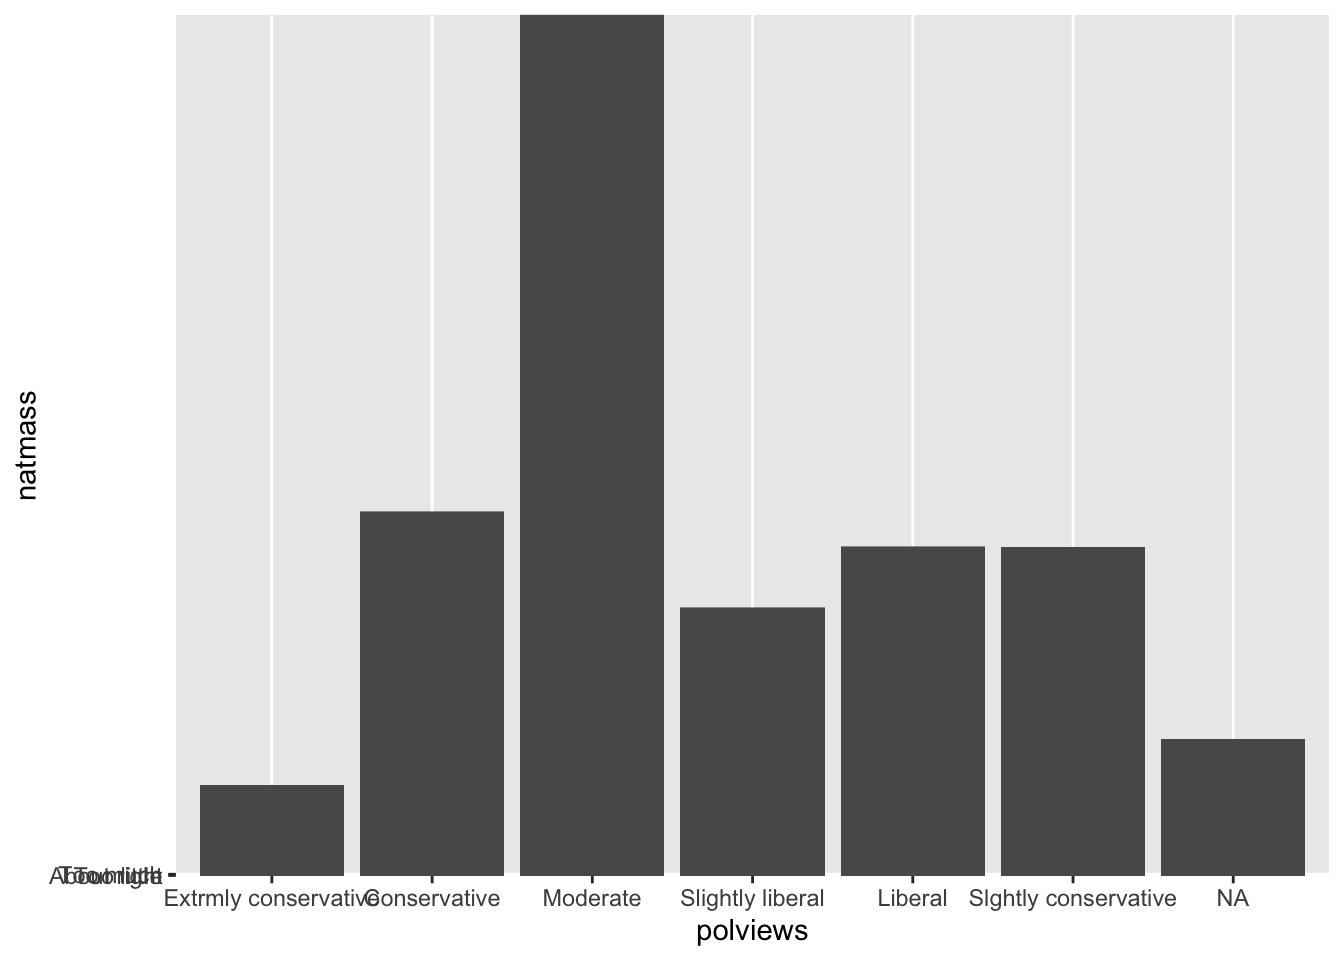 natmass
Extrmly conservative
Conservative
Moderate
Slightly liberal
Liberal
Slghtly conservative
NA
polviews